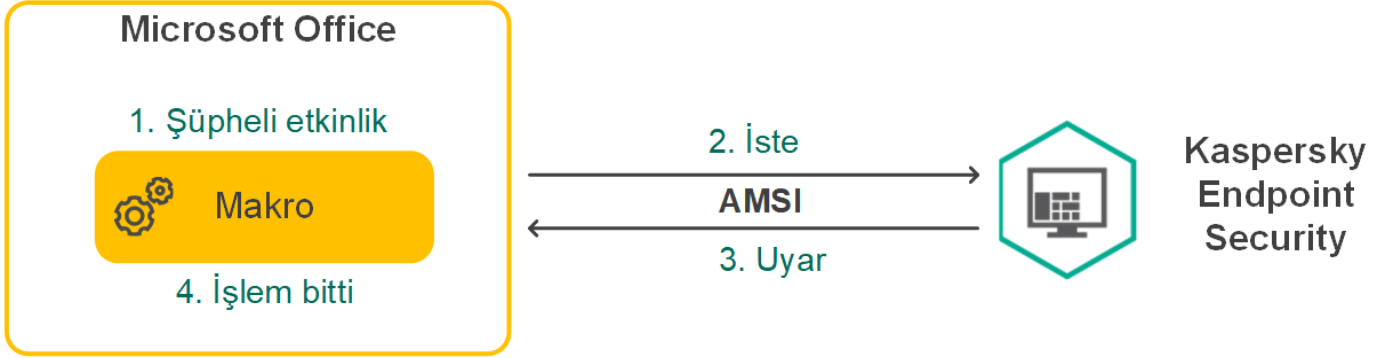 Microsoft Office
1. Şüpheli etkinlik
Makro
4. İşlem bitti
2. İste
AMSI
3. Uyar
Kaspersky
Endpoint
Security